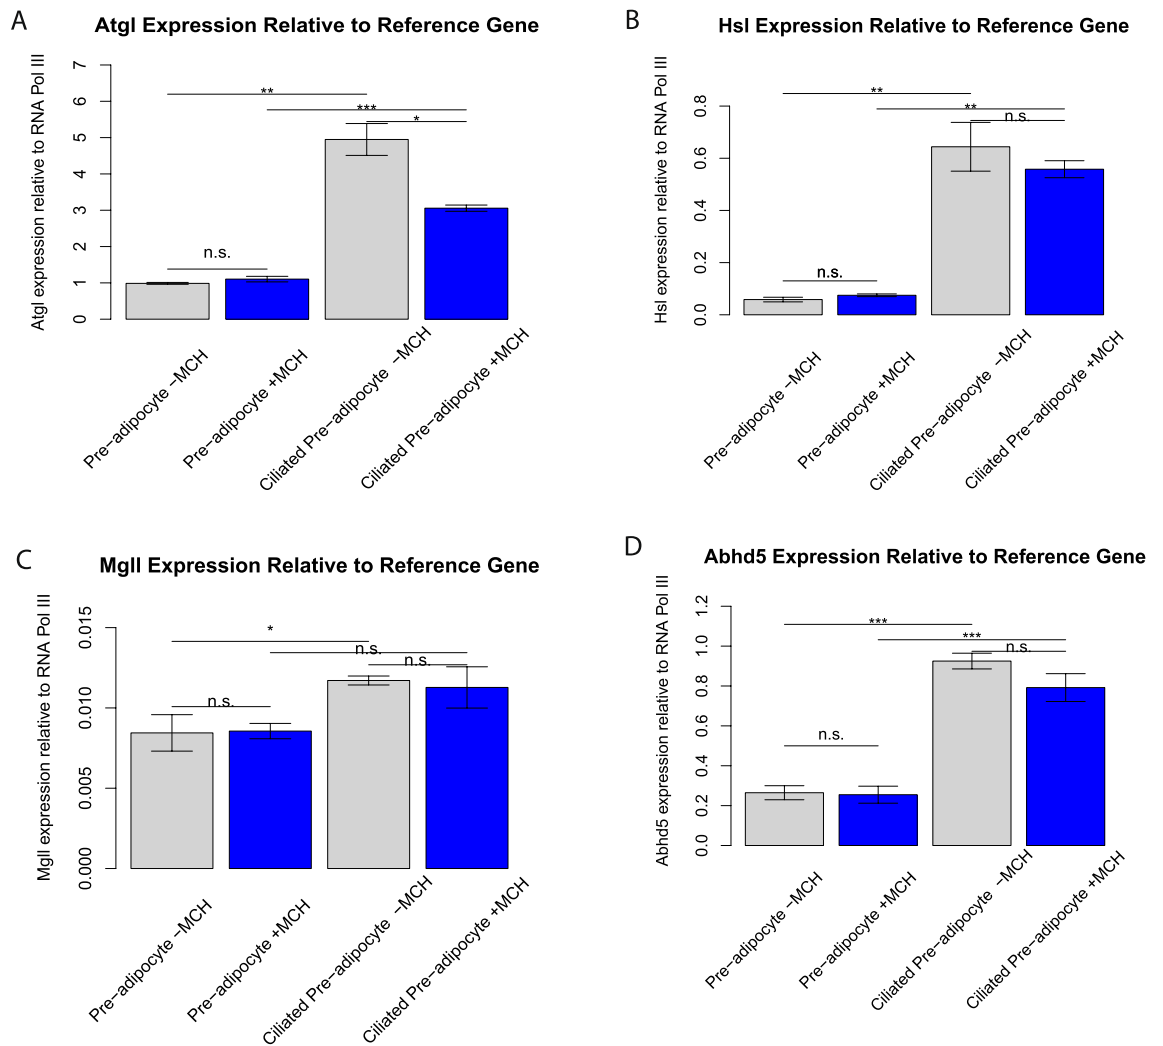 A
Atgl Expression Relative to Reference Gene
Atgl expression relative to RNA Pol III
7
6
5
4
3
2
1
0
**
***
*
n.s.
Pre−adipocyte −MCH
Pre−adipocyte +MCH
Ciliated Pre−adipocyte −MCH
Ciliated Pre−adipocyte +MCH
B
Hsl Expression Relative to Reference Gene
Hsl expression relative to RNA Pol III
0.8
0.6
0.4
0.2
0.0
**
**
n.s.
n.s.
Pre−adipocyte −MCH
Pre−adipocyte +MCH
Ciliated Pre−adipocyte −MCH
Ciliated Pre−adipocyte +MCH
C
Mgll Expression Relative to Reference Gene
Mgll expression relative to RNA Pol III
0.015
0.010
0.005
0.000
*
n.s.
n.s.
n.s.
Pre−adipocyte −MCH
Pre−adipocyte +MCH
Ciliated Pre−adipocyte −MCH
Ciliated Pre−adipocyte +MCH
D
Abhd5 Expression Relative to Reference Gene
Abhd5 expression relative to RNA Pol III
1.2
1.0
0.8
0.6
0.4
0.2
0.0
***
***
n.s.
n.s.
Pre−adipocyte −MCH
Pre−adipocyte +MCH
Ciliated Pre−adipocyte −MCH
Ciliated Pre−adipocyte +MCH